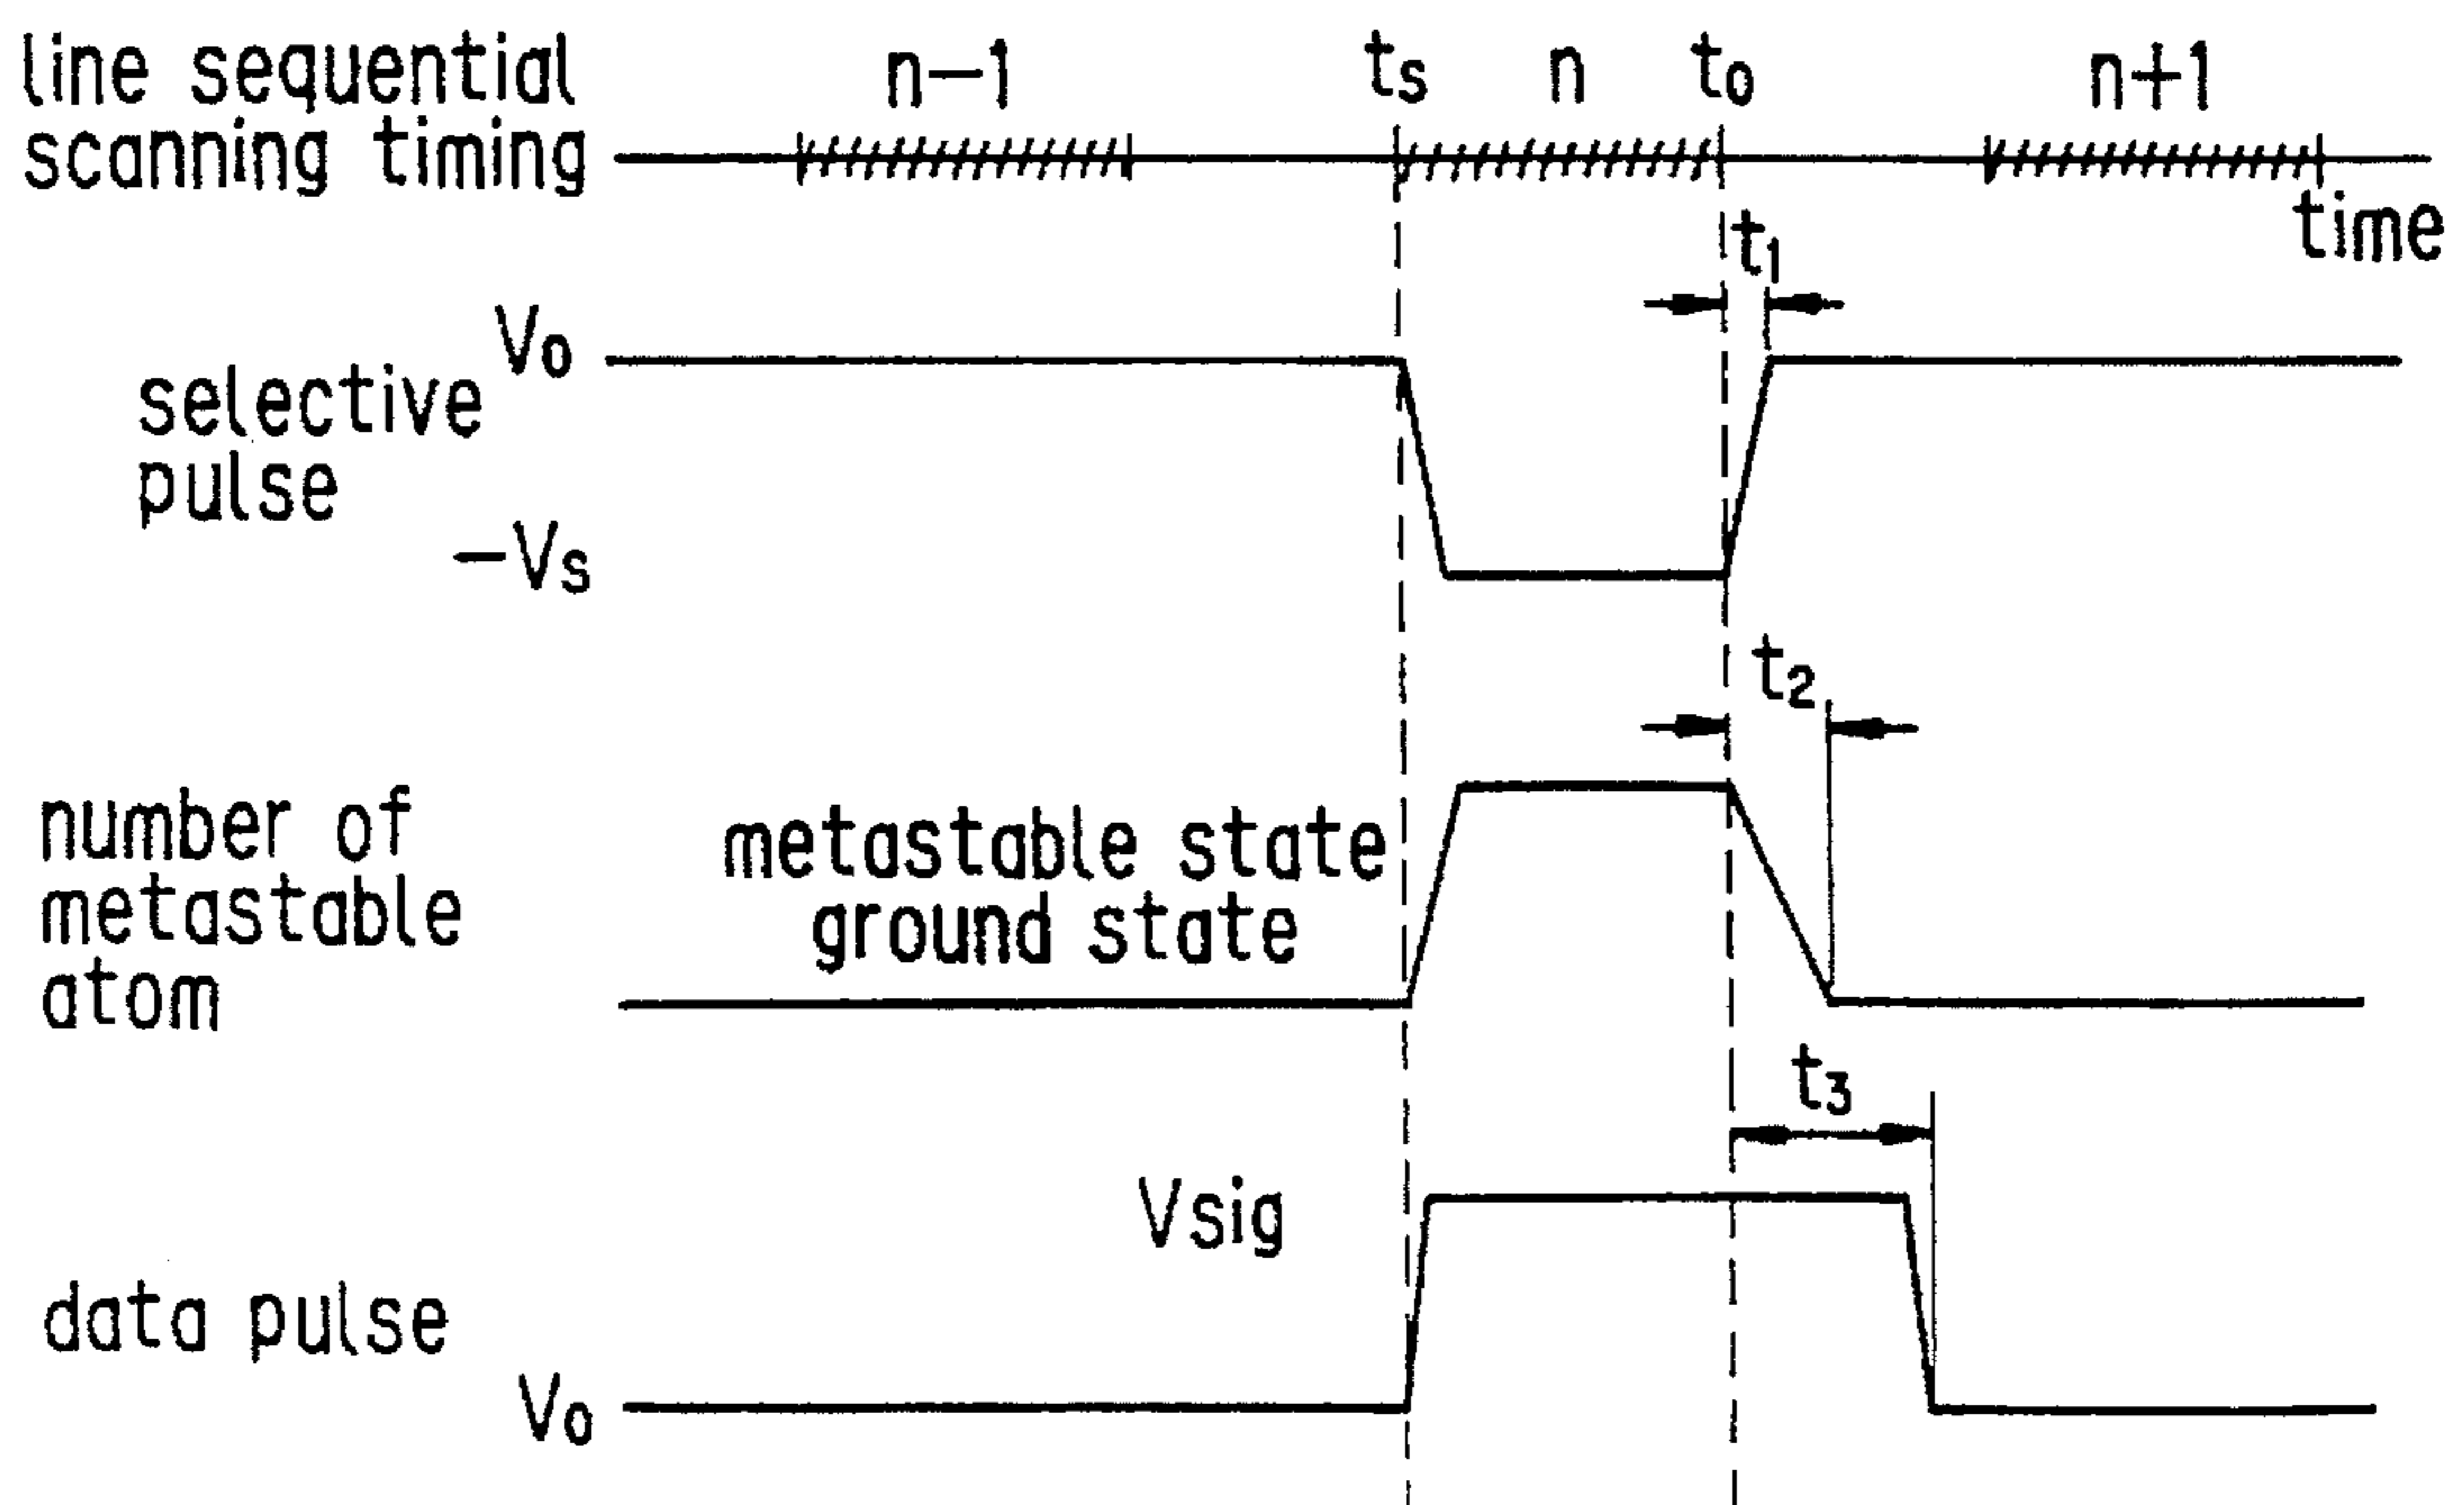 line sequential
scanning timing
n−1
ts
n
to
n+1
time
t1
Vo
selective
pulse
−Vs
t2
number of
metastable
atom
metastable state
ground state
t3
Vsig
data pulse
Vo